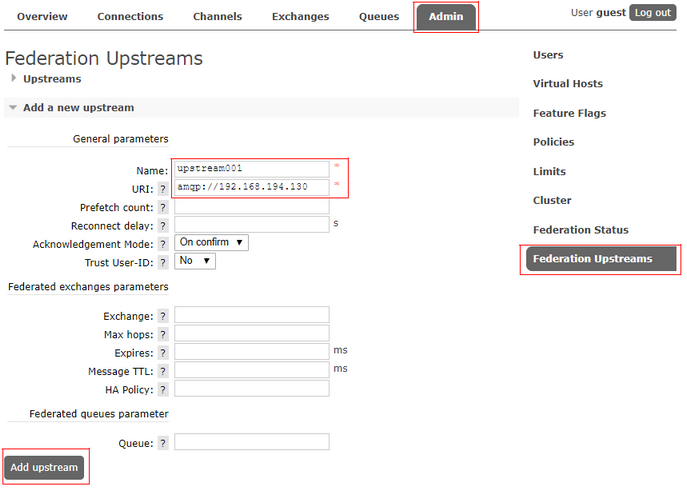 Overview Connections Channels Exchanges Queues Admin User guest Log out
Federation Upstreams
Upstreams
Add a new upstream
General parameters
Name: upstream001 *
URI: ? amqp://192.168.194.130 *
Prefetch count: ?
Reconnect delay: ? s
Acknowledgement Mode: ? On confirm
Trust User-ID: ? No
Federated exchanges parameters
Exchange: ?
Max hops: ?
Expires: ? ms
Message TTL: ? ms
HA Policy: ?
Federated queues parameter
Queue: ?
Add upstream
Users
Virtual Hosts
Feature Flags
Policies
Limits
Cluster
Federation Status
Federation Upstreams